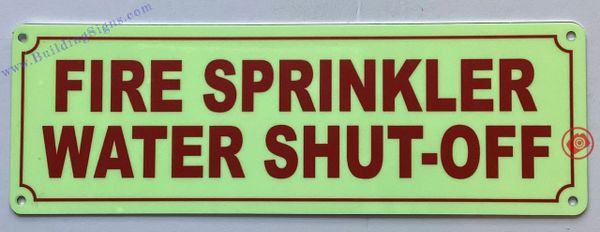 www.BuildingSigns.com
FIRE SPRINKLER
WATER SHUT-OFF